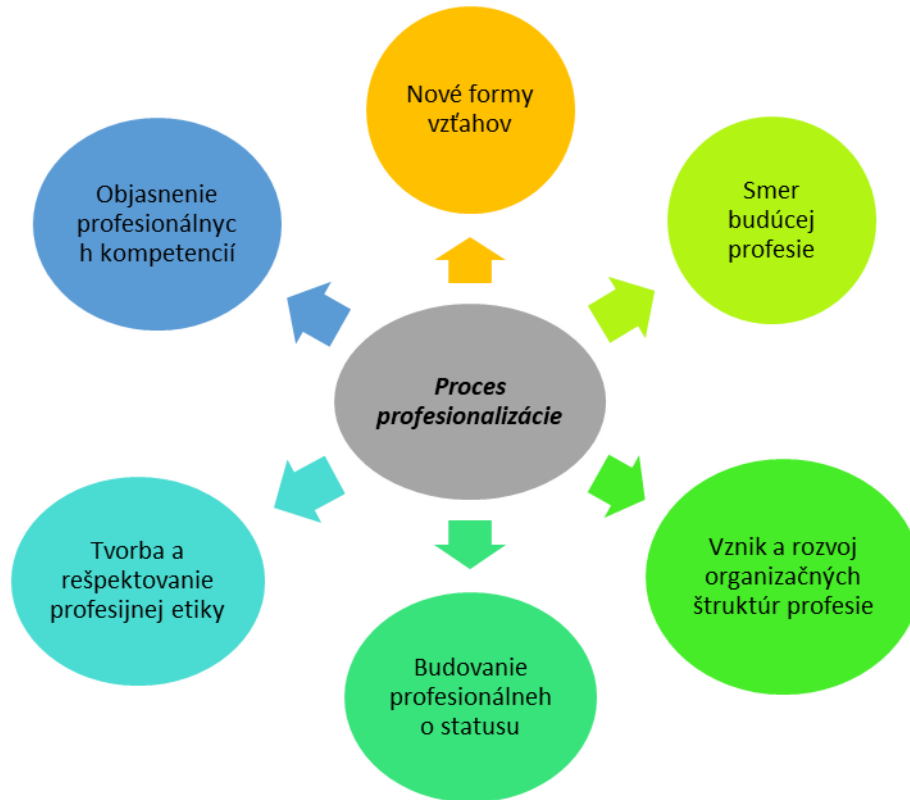 Nové formy
vzťahov
Smer
budúcej
profesie
Vznik a rozvoj
organizačných
štruktúr profesie
Budovanie
profesionálneh
o statusu
Tvorba a
rešpektovanie
profesijnej etiky
Objasnenie
profesionálnyc
h kompetencií
Proces
profesionalizácie